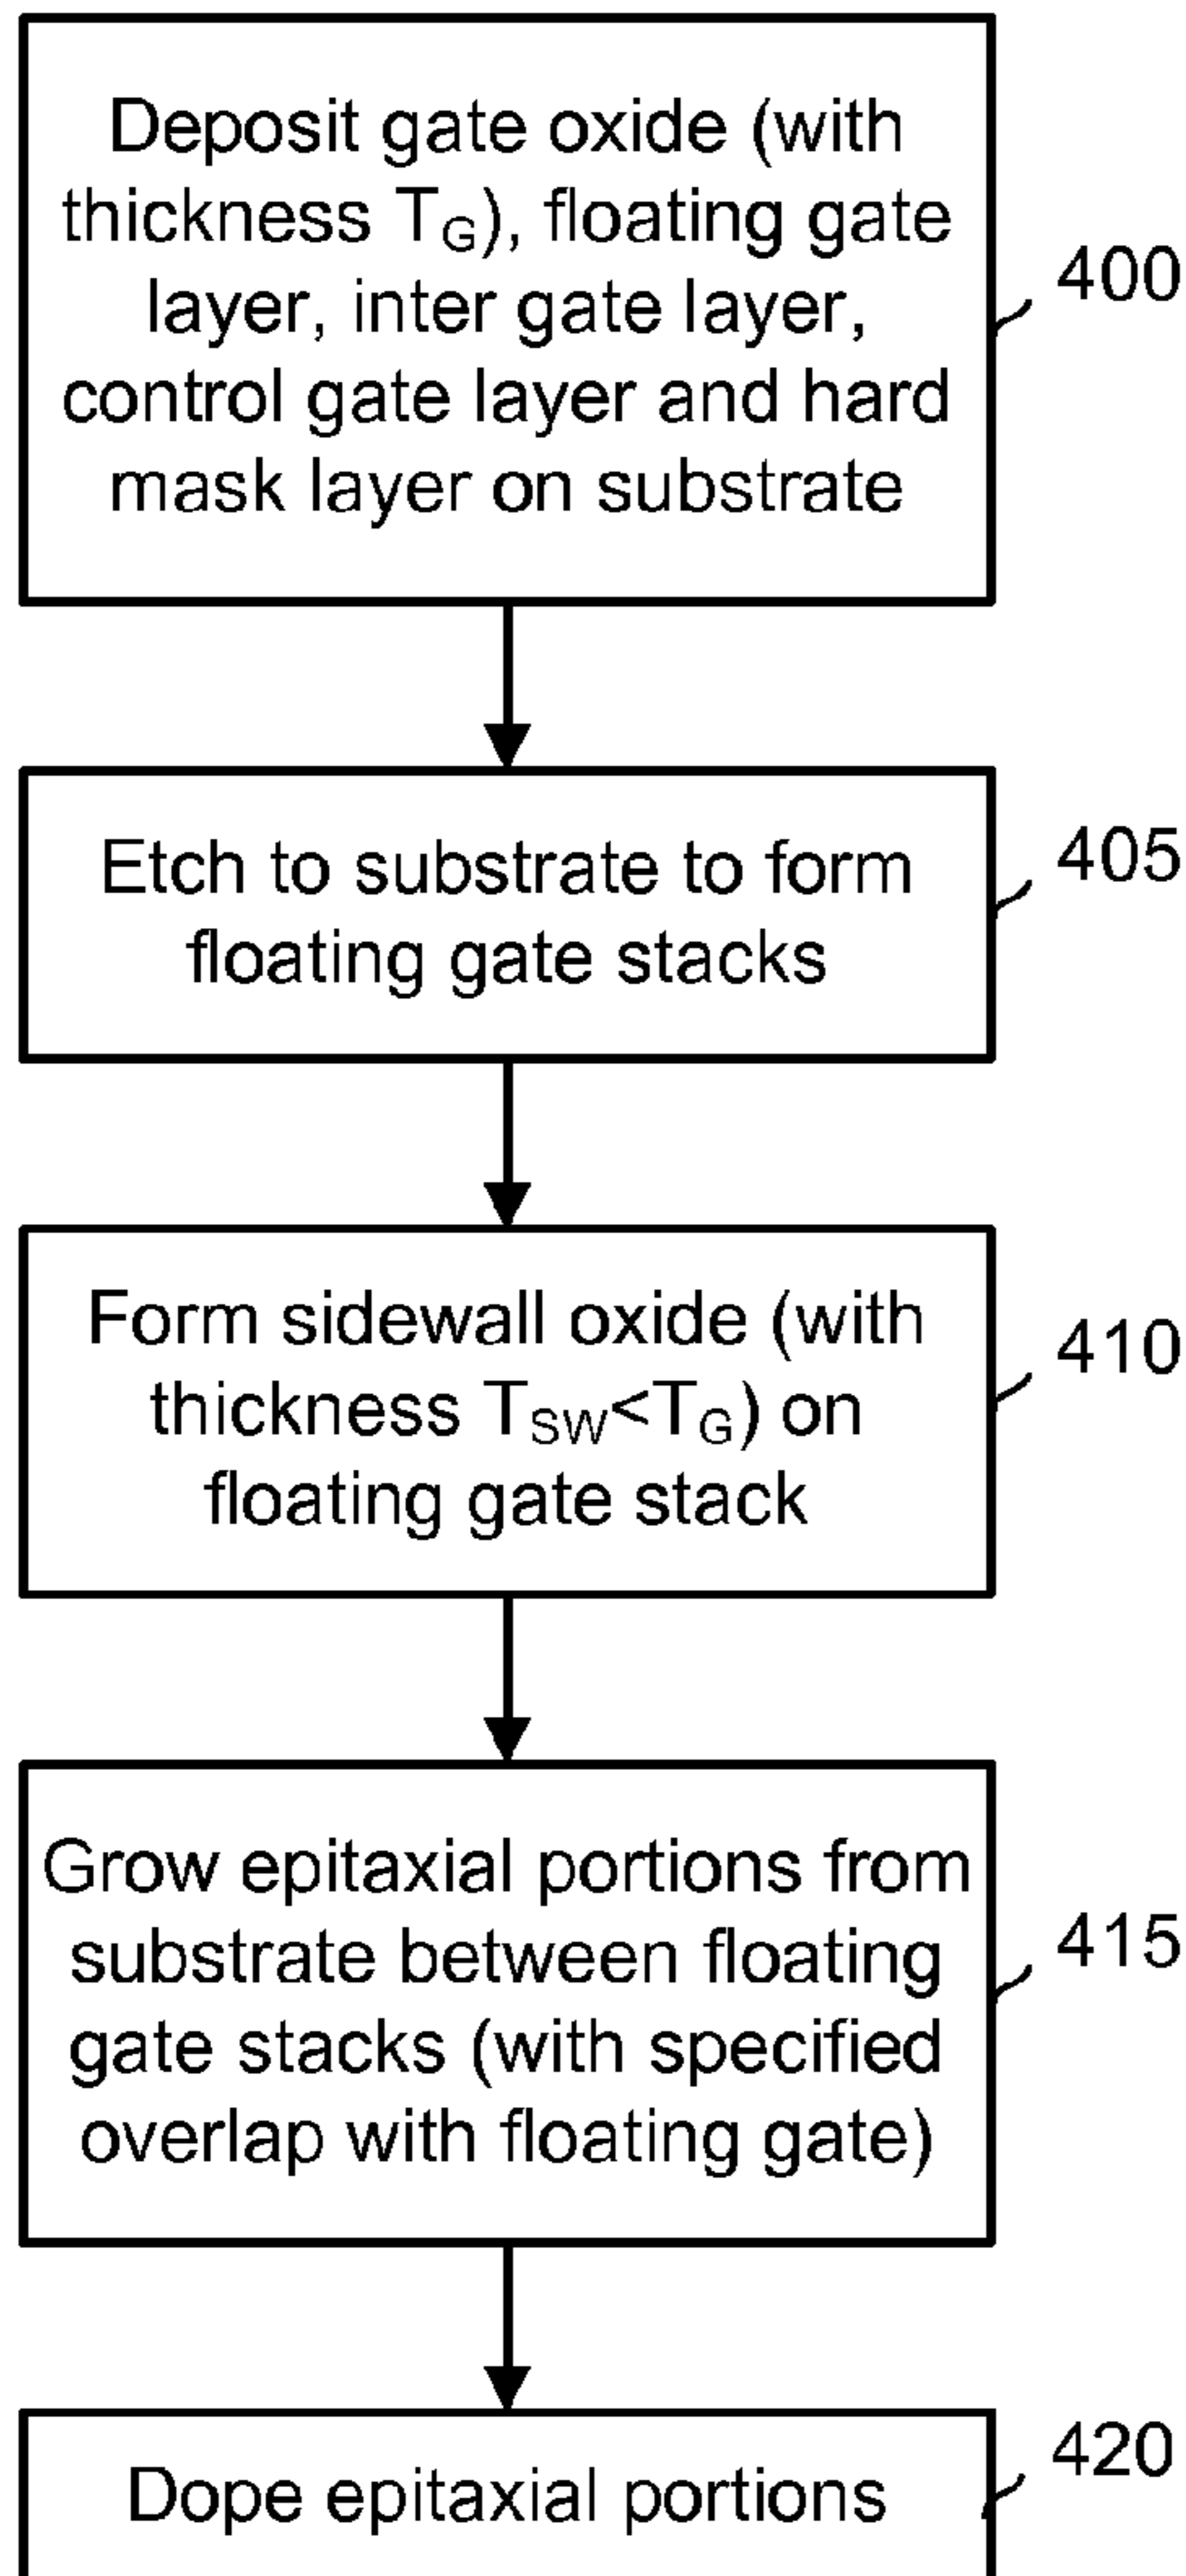 Deposit gate oxide (with
thickness TG), floating gate
layer, inter gate layer,
control gate layer and hard
mask layer on substrate
400
Etch to substrate to form
floating gate stacks
405
Form sidewall oxide (with
thickness TSW<TG) on
floating gate stack
410
Grow epitaxial portions from
substrate between floating
gate stacks (with specified
overlap with floating gate)
415
Dope epitaxial portions
420